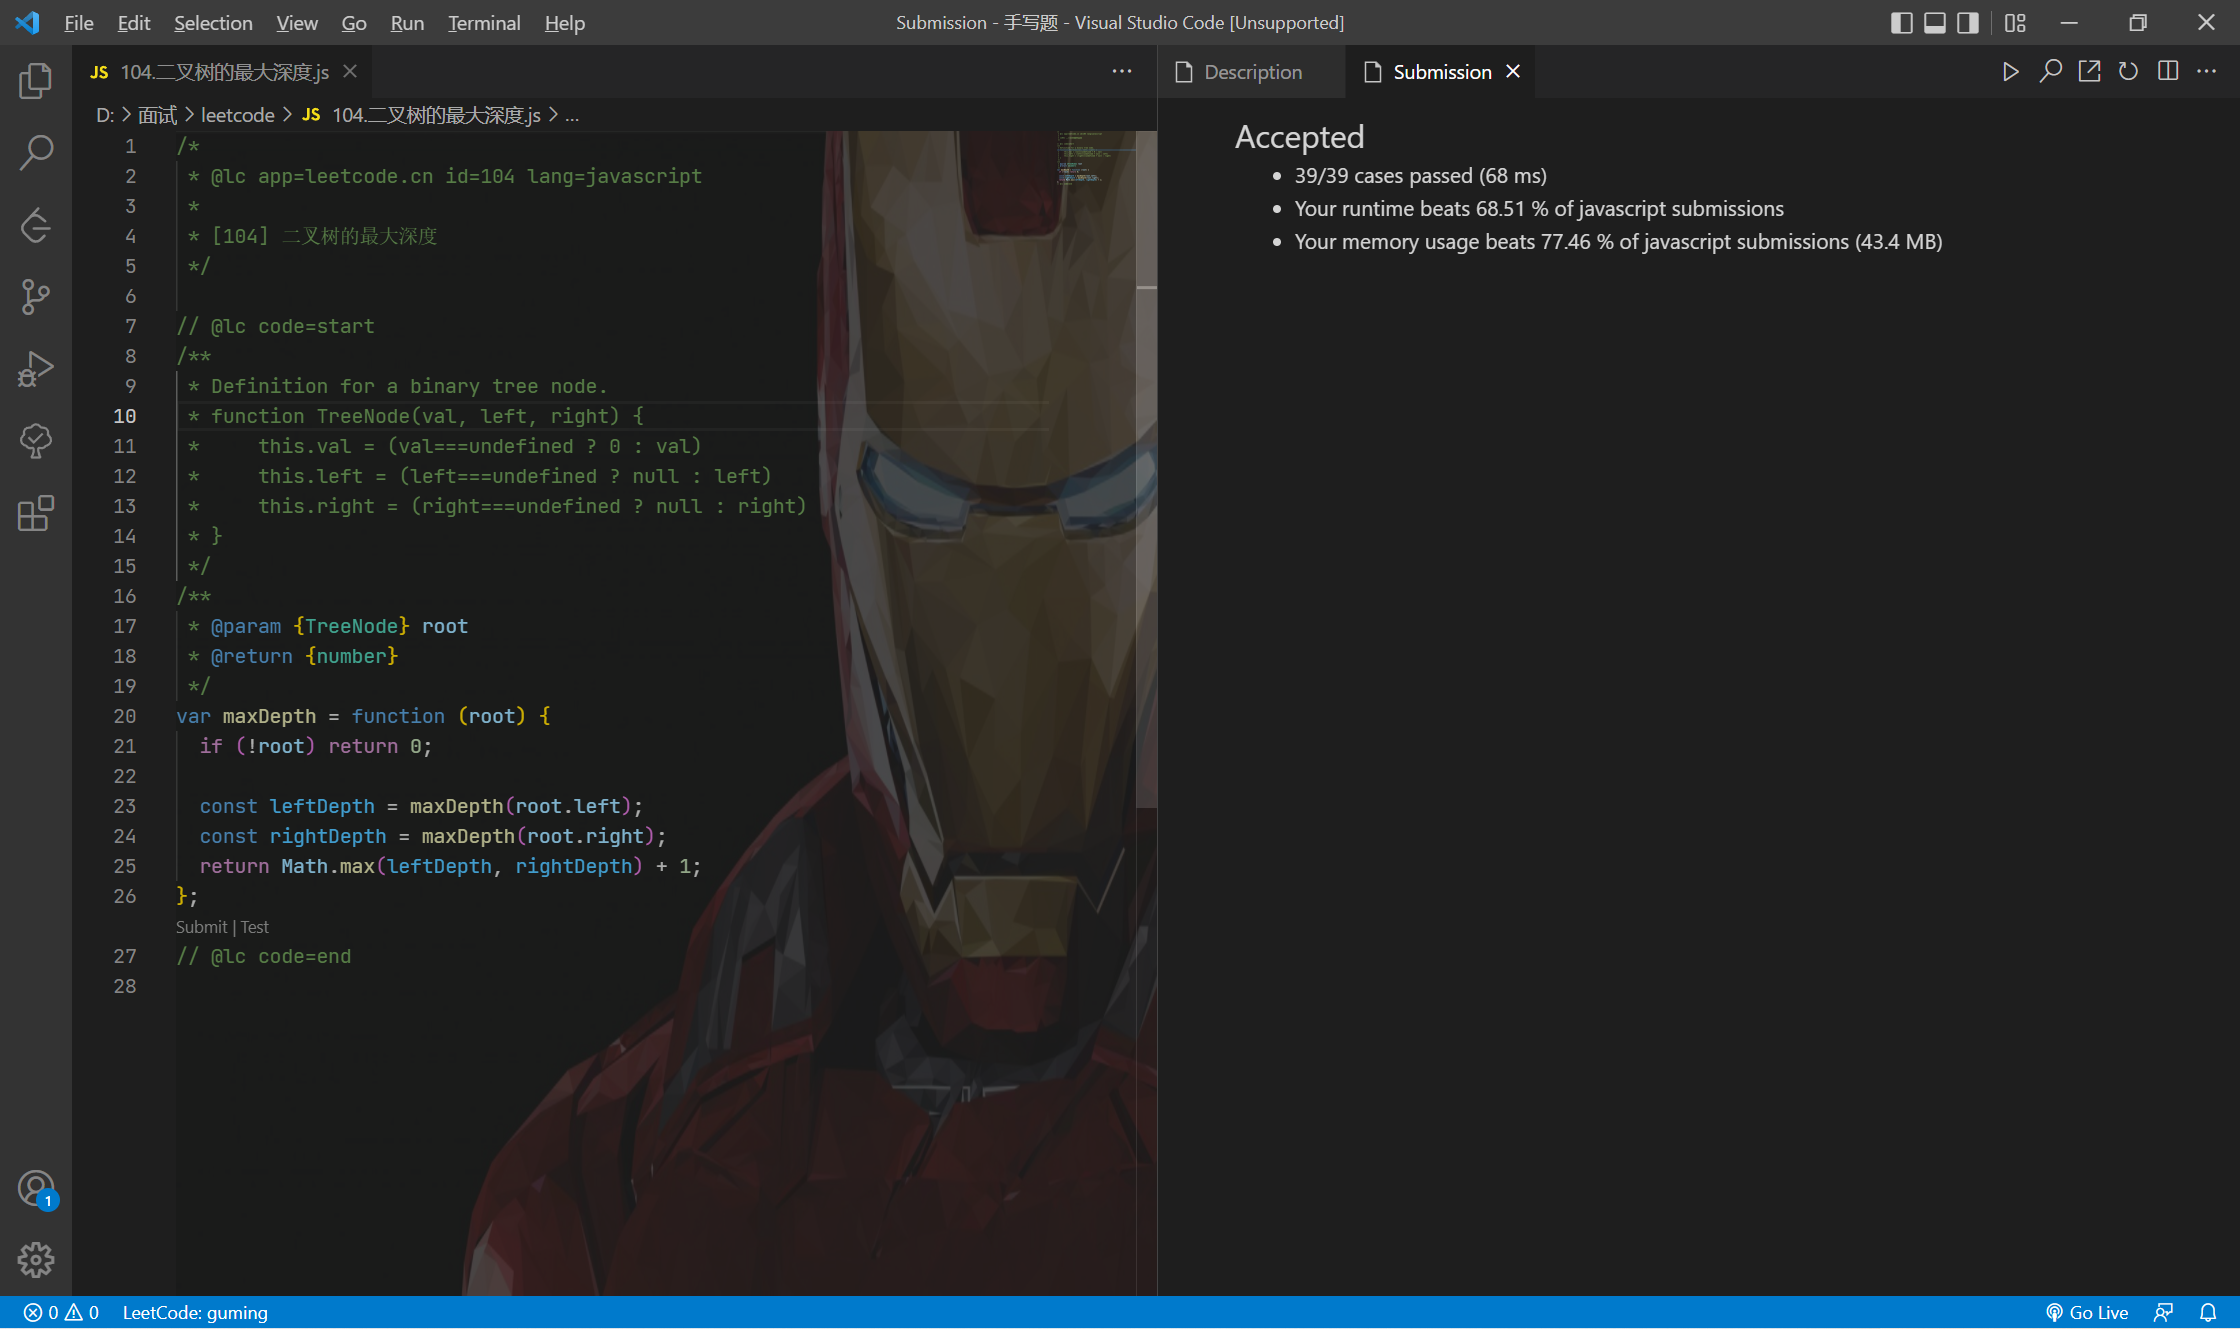 File Edit Selection View Go Run Terminal Help
Submission - 手写题 - Visual Studio Code [Unsupported]
JS 104.二叉树的最大深度.js
D: > 面试 > leetcode > JS 104.二叉树的最大深度.js > ...
1 /*
2 * @lc app=leetcode.cn id=104 lang=javascript
3 *
4 * [104] 二叉树的最大深度
5 */
6
7 // @lc code=start
8 /**
9 * Definition for a binary tree node.
10 * function TreeNode(val, left, right) {
11 *     this.val = (val===undefined ? 0 : val)
12 *     this.left = (left===undefined ? null : left)
13 *     this.right = (right===undefined ? null : right)
14 * }
15 */
16 /**
17 * @param {TreeNode} root
18 * @return {number}
19 */
20 var maxDepth = function (root) {
21   if (!root) return 0;
22
23   const leftDepth = maxDepth(root.left);
24   const rightDepth = maxDepth(root.right);
25   return Math.max(leftDepth, rightDepth) + 1;
26 };
Submit | Test
27 // @lc code=end
28
Description
Submission
Accepted
• 39/39 cases passed (68 ms)
• Your runtime beats 68.51 % of javascript submissions
• Your memory usage beats 77.46 % of javascript submissions (43.4 MB)
1
0 0 LeetCode: guming
Go Live